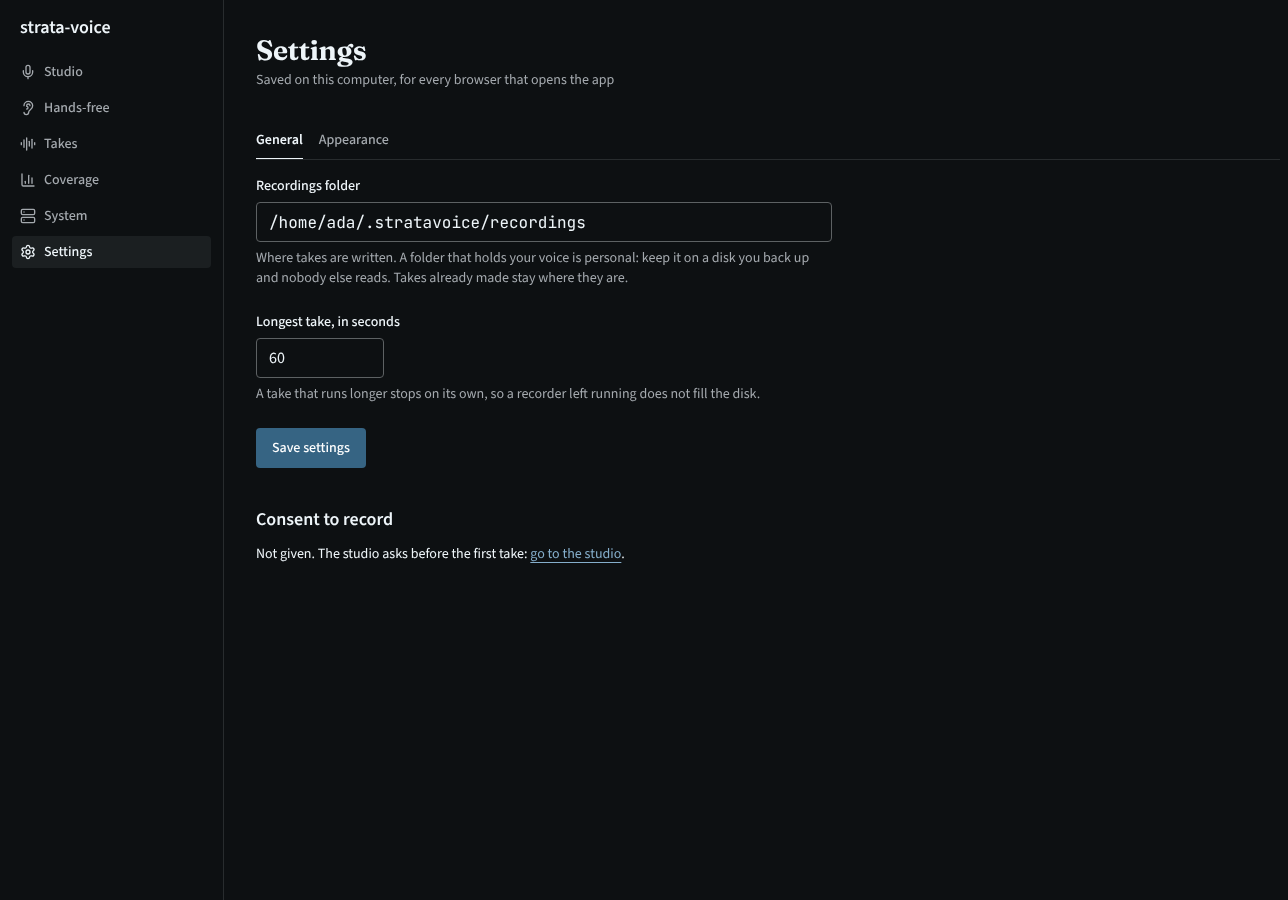 strata-voice
Studio
Hands-free
Takes
Coverage
System
Settings
Settings
Saved on this computer, for every browser that opens the app
General
Appearance
Recordings folder
/home/ada/.stratavoice/recordings
Where takes are written. A folder that holds your voice is personal: keep it on a disk you back up
and nobody else reads. Takes already made stay where they are.
Longest take, in seconds
60
A take that runs longer stops on its own, so a recorder left running does not fill the disk.
Save settings
Consent to record
Not given. The studio asks before the first take: go to the studio.